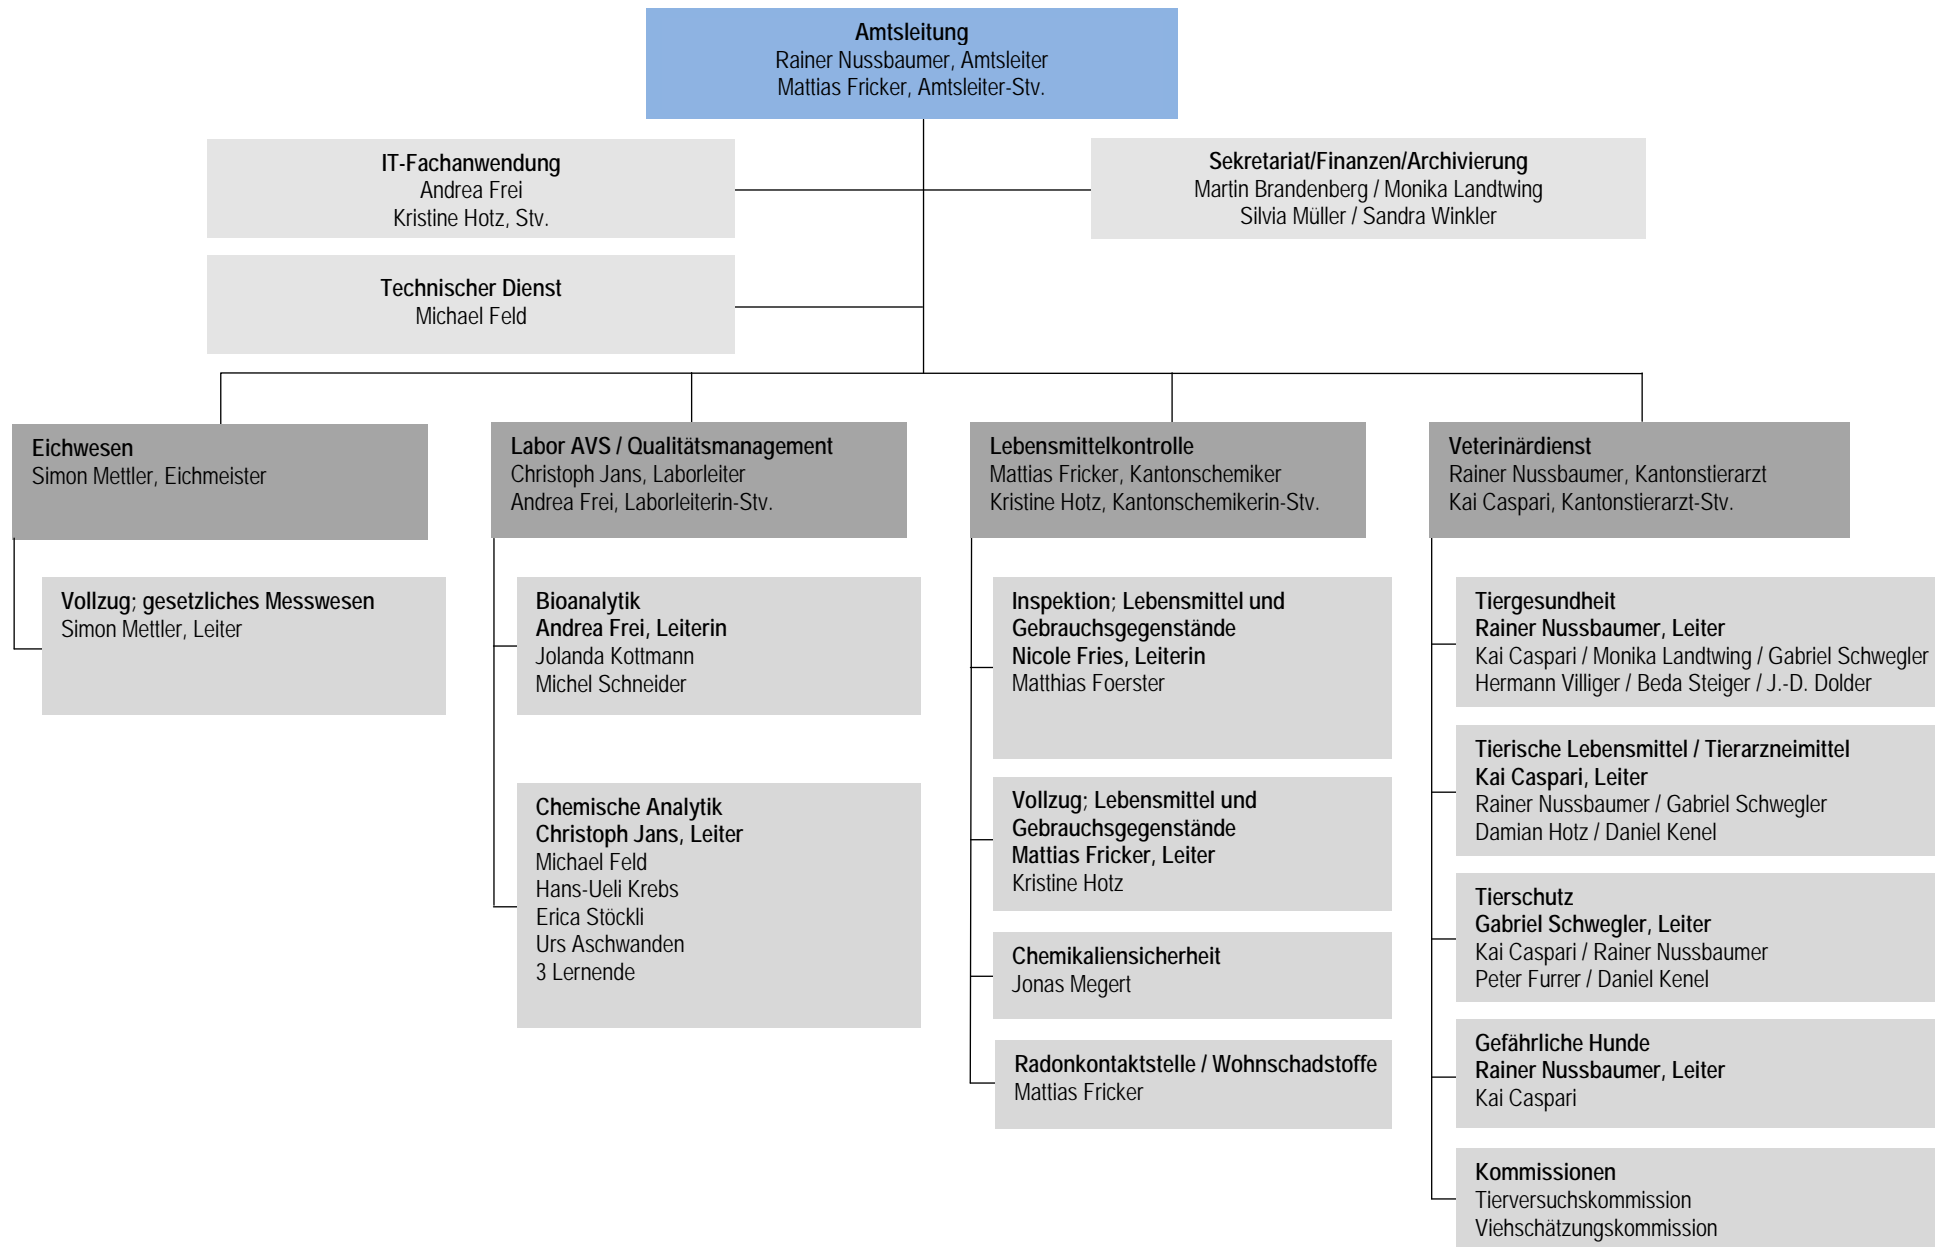 Amtsleitung
Rainer Nussbaumer, Amtsleiter
Mattias Fricker, Amtsleiter-Stv.
IT-Fachanwendung
Andrea Frei
Kristine Hotz, Stv.
Sekretariat/Finanzen/Archivierung
Martin Brandenberg / Monika Landtwing
Silvia Müller / Sandra Winkler
Technischer Dienst
Michael Feld
Eichwesen
Simon Mettler, Eichmeister
Vollzug; gesetzliches Messwesen
Simon Mettler, Leiter
Labor AVS / Qualitätsmanagement
Christoph Jans, Laborleiter
Andrea Frei, Laborleiterin-Stv.
Bioanalytik
Andrea Frei, Leiterin
Jolanda Kottmann
Michel Schneider
Chemische Analytik
Christoph Jans, Leiter
Michael Feld
Hans-Ueli Krebs
Erica Stöckli
Urs Aschwanden
3 Lernende
Lebensmittelkontrolle
Mattias Fricker, Kantonschemiker
Kristine Hotz, Kantonschemikerin-Stv.
Inspektion; Lebensmittel und
Gebrauchsgegenstände
Nicole Fries, Leiterin
Matthias Foerster
Vollzug; Lebensmittel und
Gebrauchsgegenstände
Mattias Fricker, Leiter
Kristine Hotz
Chemikaliensicherheit
Jonas Megert
Radonkontaktstelle / Wohnschadstoffe
Mattias Fricker
Veterinärdienst
Rainer Nussbaumer, Kantonstierarzt
Kai Caspari, Kantonstierarzt-Stv.
Tiergesundheit
Rainer Nussbaumer, Leiter
Kai Caspari / Monika Landtwing / Gabriel Schwegler
Hermann Villiger / Beda Steiger / J.-D. Dolder
Tierische Lebensmittel / Tierarzneimittel
Kai Caspari, Leiter
Rainer Nussbaumer / Gabriel Schwegler
Damian Hotz / Daniel Kenel
Tierschutz
Gabriel Schwegler, Leiter
Kai Caspari / Rainer Nussbaumer
Peter Furrer / Daniel Kenel
Gefährliche Hunde
Rainer Nussbaumer, Leiter
Kai Caspari
Kommissionen
Tierversuchskommission
Viehschätzungskommission